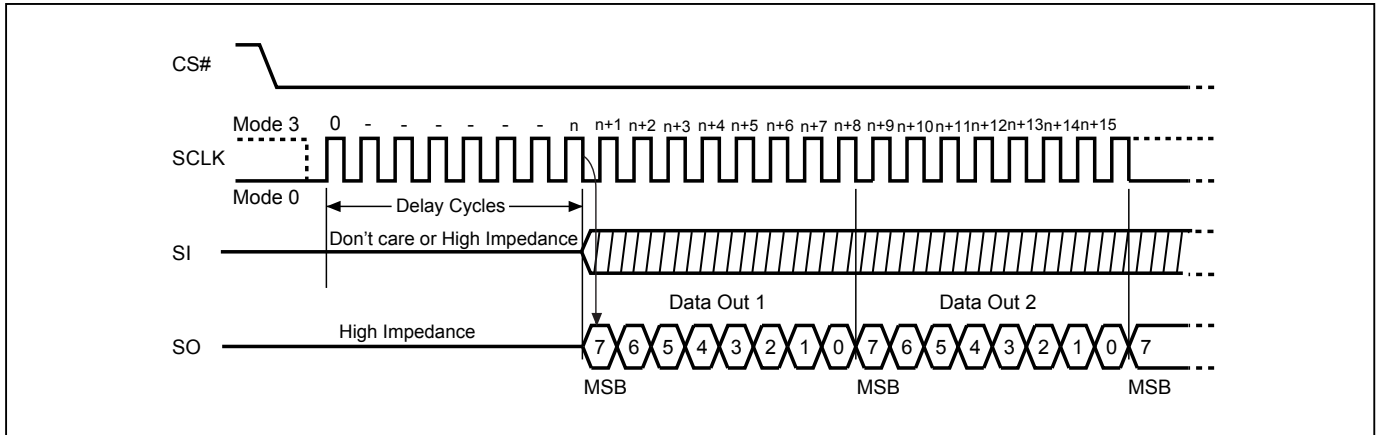 CS#
Mode 3 0 - - - - - - n n+1 n+2 n+3 n+4 n+5 n+6 n+7 n+8 n+9 n+10 n+11 n+12 n+13 n+14 n+15
SCLK
Mode 0
Delay Cycles
Don't care or High Impedance
SI
Data Out 1 Data Out 2
High Impedance
SO 7 6 5 4 3 2 1 0 7 6 5 4 3 2 1 0 7
MSB MSB MSB